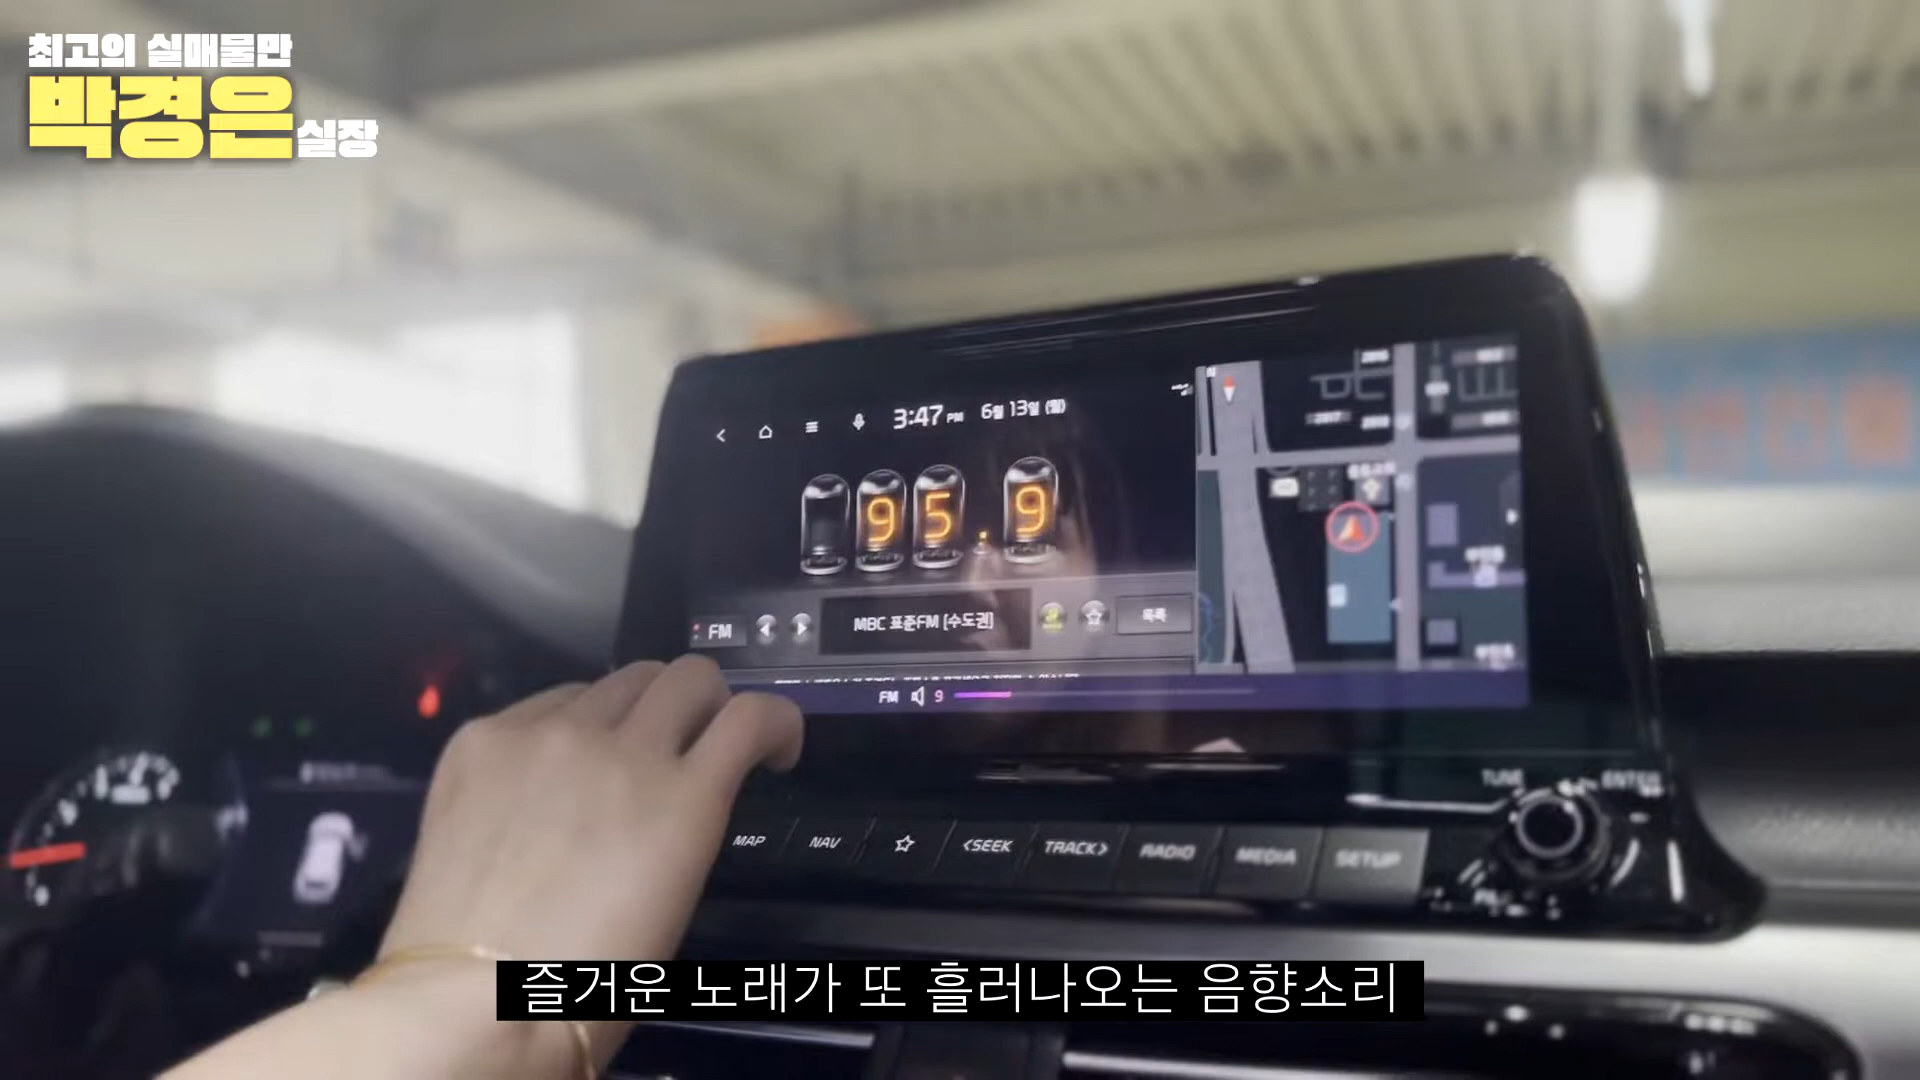 최고의 실매물만
박경은실장
3:47 PM 6월 13일 (월)
N
95.9
FM
MBC 표준FM [수도권]
목록
FM 9
TUNE
ENTER
MAP
NAV
<SEEK
TRACK>
RADIO
MEDIA
SETUP
즐거운 노래가 또 흘러나오는 음향소리